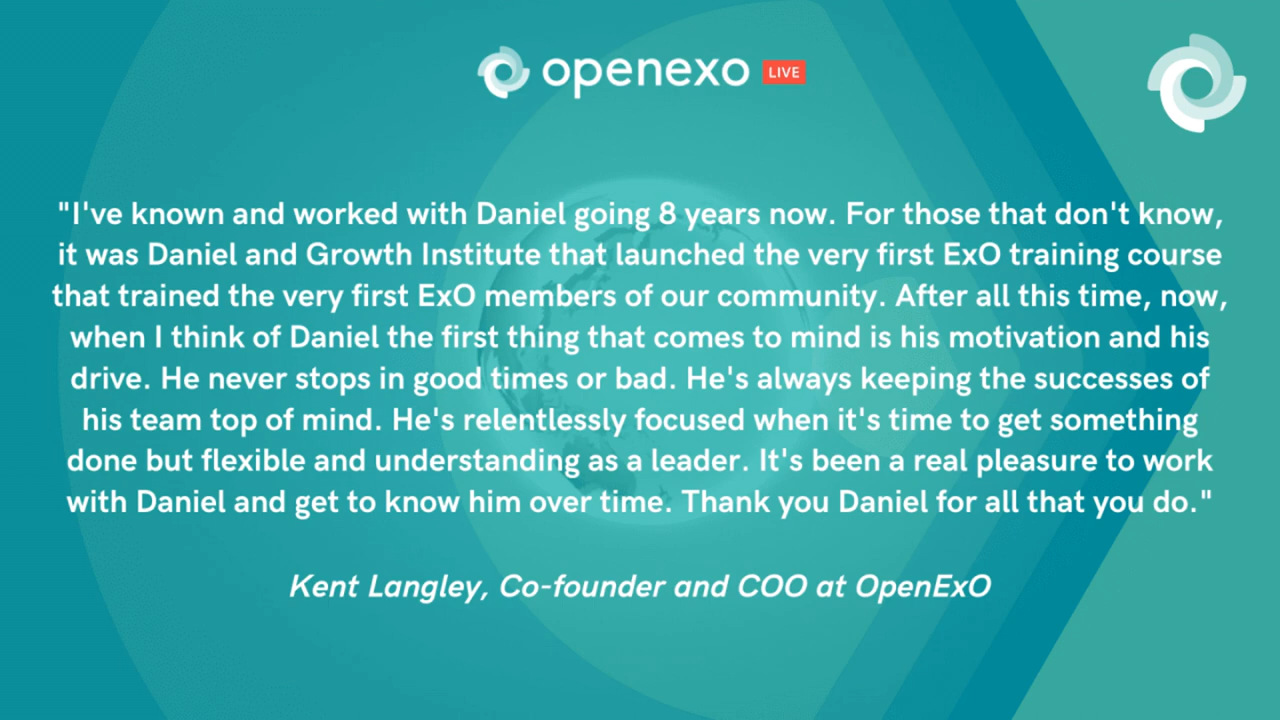 openexo LIVE
"I've known and worked with Daniel going 8 years now. For those that don't know,
it was Daniel and Growth Institute that launched the very first ExO training course
that trained the very first ExO members of our community. After all this time, now,
when I think of Daniel the first thing that comes to mind is his motivation and his
drive. He never stops in good times or bad. He's always keeping the successes of
his team top of mind. He's relentlessly focused when it's time to get something
done but flexible and understanding as a leader. It's been a real pleasure to work
with Daniel and get to know him over time. Thank you Daniel for all that you do."
Kent Langley, Co-founder and COO at OpenExO